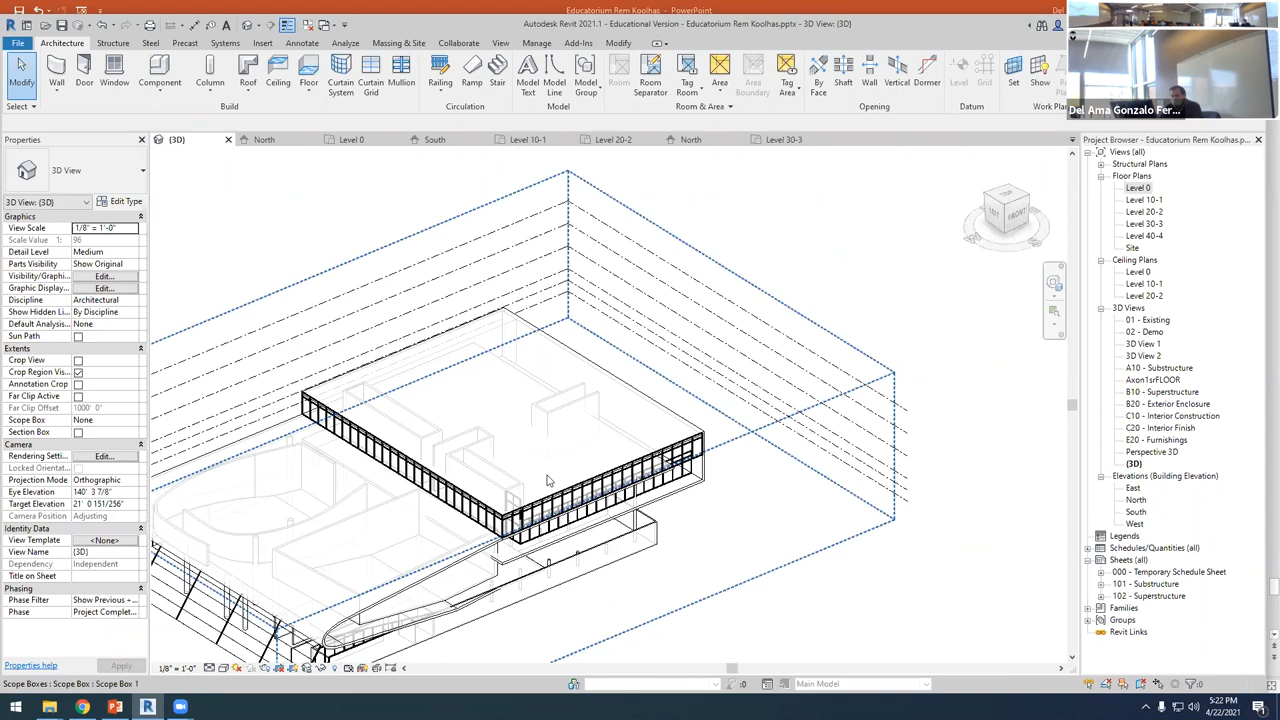 Educatorium Rem Koolhas - PowerPoint
Del
Autodesk Revit 2021.1 - Educational Version - Educatorium Rem Koolhas.pptx - 3D View: {3D}
File
Architecture
Structure
Steel
Precast
Systems
Insert
Annotate
Analyze
Massing & Site
Collaborate
View
Manage
Add-Ins
Modify
Modify
Wall
Door
Window
Component
Column
Roof
Ceiling
Floor
Curtain System
Curtain Grid
Mullion
Railing
Ramp
Stair
Model Text
Model Line
Model Group
Room
Room Separator
Tag Room
Area
Area Boundary
Tag Area
By Face
Shaft
Wall
Vertical
Dormer
Level
Grid
Set
Show
Select
Build
Circulation
Model
Room & Area
Opening
Datum
Work Plan
Del Ama Gonzalo Fer...
Properties
{3D}
North
Level 0
South
Level 10-1
Level 20-2
North
Level 30-3
3D View
3D View: {3D}
Edit Type
Graphics
View Scale 1/8" = 1'-0"
Scale Value 1: 96
Detail Level Medium
Parts Visibility Show Original
Visibility/Graphi... Edit...
Graphic Display... Edit...
Discipline Architectural
Show Hidden Li... By Discipline
Default Analysi... None
Sun Path
Extents
Crop View
Crop Region Vis...
Annotation Crop
Far Clip Active
Far Clip Offset 1000' 0"
Scope Box None
Section Box
Camera
Rendering Setti... Edit...
Locked Orientat...
Projection Mode Orthographic
Eye Elevation 140' 3 7/8"
Target Elevation 21' 0 151/256"
Camera Position Adjusting
Identity Data
View Template <None>
View Name {3D}
Dependency Independent
Title on Sheet
Phasing
Phase Filter Show Previous + ...
Phase Project Complet...
Properties help
Apply
TOP
FRONT
Project Browser - Educatorium Rem Koolhas.p...
Views (all)
Structural Plans
Floor Plans
Level 0
Level 10-1
Level 20-2
Level 30-3
Level 40-4
Site
Ceiling Plans
Level 0
Level 10-1
Level 20-2
3D Views
01 - Existing
02 - Demo
3D View 1
3D View 2
A10 - Substructure
Axon1srFLOOR
B10 - Superstructure
B20 - Exterior Enclosure
C10 - Interior Construction
C20 - Interior Finish
E20 - Furnishings
Perspective 3D
{3D}
Elevations (Building Elevation)
East
North
South
West
Legends
Schedules/Quantities (all)
Sheets (all)
000 - Temporary Schedule Sheet
101 - Substructure
102 - Superstructure
Families
Groups
Revit Links
1/8" = 1'-0"
Scope Boxes : Scope Box : Scope Box 1
:0
Main Model
:0
5:22 PM
4/22/2021